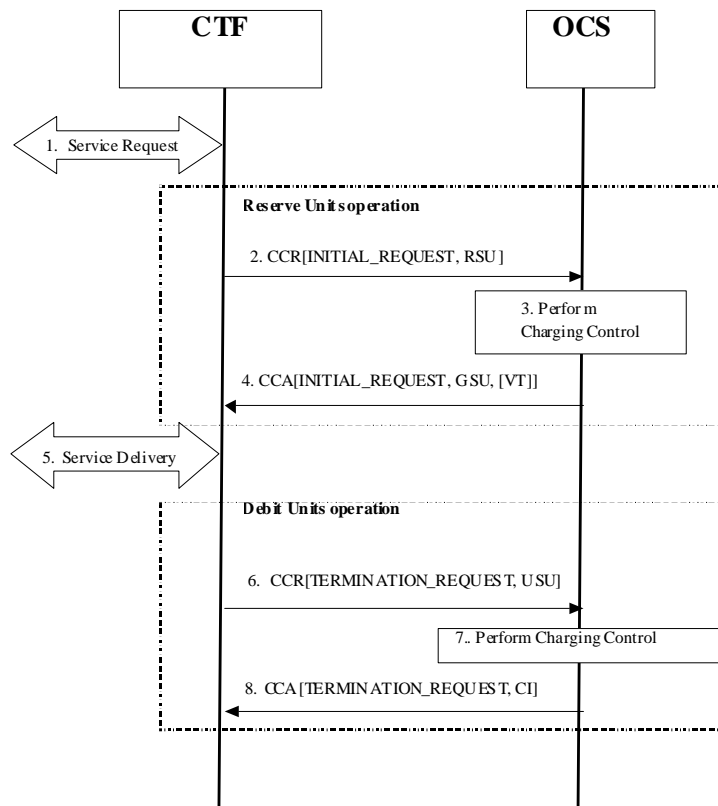 CTF
OCS
1. Service Request
Reserve Units operation
2. CCR[INITIAL_REQUEST, RSU]
3. Perform
Charging Control
4. CCA[INITIAL_REQUEST, GSU, [VT]]
5. Service Delivery
Debit Units operation
6. CCR[TERMINATION_REQUEST, USU]
7.. Perform Charging Control
8. CCA[TERMINATION_REQUEST, CI]